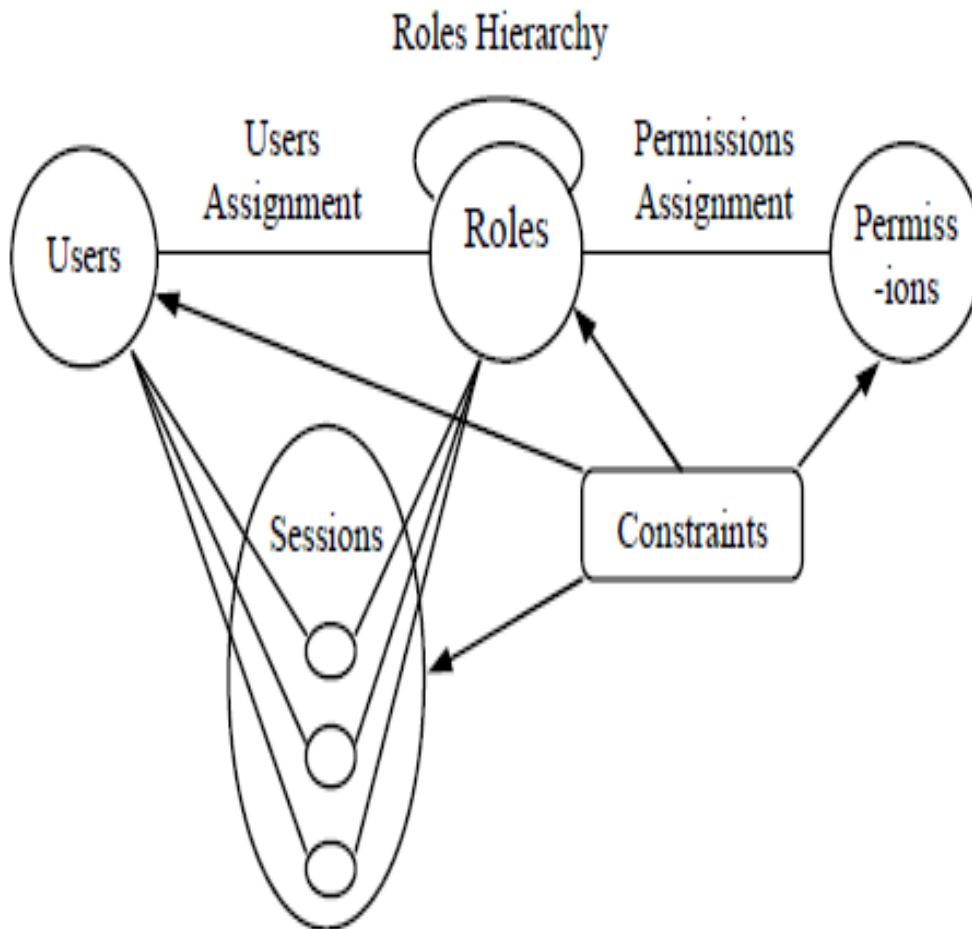 Roles Hierarchy
Users
Assignment
Permissions
Assignment
Users
Roles
Permiss
-ions
Sessions
Constraints